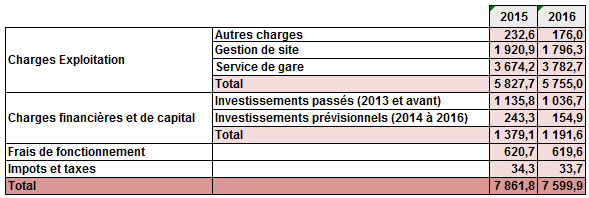 2015 2016
Autres charges 232,6 176,0
Charges Exploitation Gestion de site 1 920,9 1 796,3
Service de gare 3 674,2 3 782,7
Total 5 827,7 5 755,0
Investissements passés (2013 et avant) 1 135,8 1 036,7
Charges financières et de capital Investissements prévisionnels (2014 à 2016) 243,3 154,9
Total 1 379,1 1 191,6
Frais de fonctionnement 620,7 619,6
Impots et taxes 34,3 33,7
Total 7 861,8 7 599,9